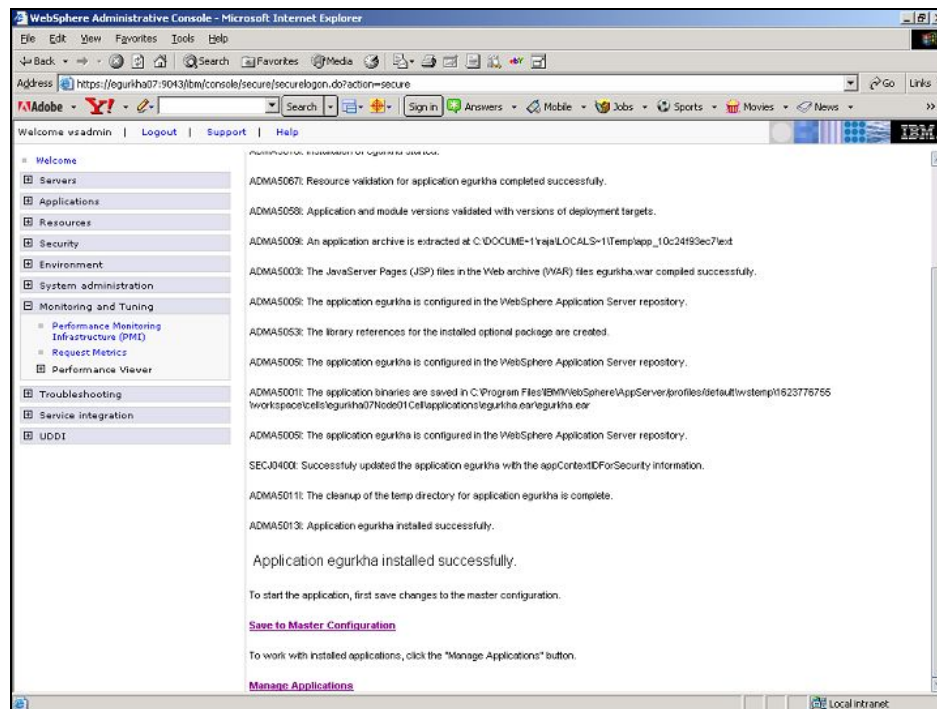 WebSphere Administrative Console - Microsoft Internet Explorer
File Edit View Favorites Tools Help
Back Search Favorites Media
Address https://egurkha07:9043/ibm/console/secure/securelogon.do?action=secure Go Links
Adobe Y! Search Sign in Answers Mobile Jobs Sports Movies News
Welcome vsadmin | Logout | Support | Help IBM
Welcome
Servers
Applications
Resources
Security
Environment
System administration
Monitoring and Tuning
Performance Monitoring
Infrastructure (PMI)
Request Metrics
Performance Viewer
Troubleshooting
Service integration
UDDI
ADMA5067I: Resource validation for application egurkha completed successfully.
ADMA5058I: Application and module versions validated with versions of deployment targets.
ADMA5009I: An application archive is extracted at C:\DOCUME~1\raja\LOCALS~1\Temp\app_10c24f93ec7\ext
ADMA5003I: The JavaServer Pages (JSP) files in the Web archive (WAR) files egurkha.war compiled successfully.
ADMA5005I: The application egurkha is configured in the WebSphere Application Server repository.
ADMA5053I: The library references for the installed optional package are created.
ADMA5005I: The application egurkha is configured in the WebSphere Application Server repository.
ADMA5001I: The application binaries are saved in C:\Program Files\IBM\WebSphere\AppServer/profiles/default\wstemp\1623776755
\workspace\cells\egurkha07Node01Cell\applications\egurkha.ear\egurkha.ear
ADMA5005I: The application egurkha is configured in the WebSphere Application Server repository.
SECJ0400I: Successfuly updated the application egurkha with the appContextIDForSecurity information.
ADMA5011I: The cleanup of the temp directory for application egurkha is complete.
ADMA5013I: Application egurkha installed successfully.
Application egurkha installed successfully.
To start the application, first save changes to the master configuration.
Save to Master Configuration
To work with installed applications, click the "Manage Applications" button.
Manage Applications
Local intranet